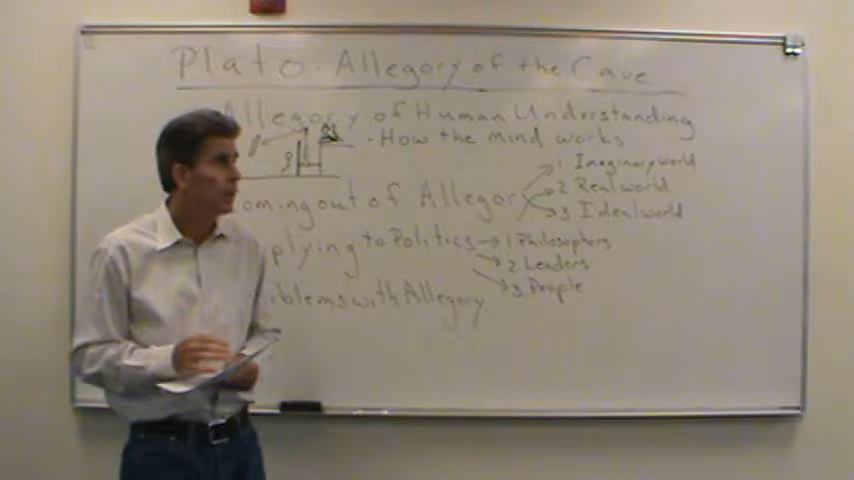 Plato - Allegory of the Cave
Allegory of Human Understanding
- How the mind works
oming out of Allegory
1 Imaginary world
2 Real world
3 Ideal world
plying to Politics
1 Philosophers
2 Leaders
3 People
blems with Allegory